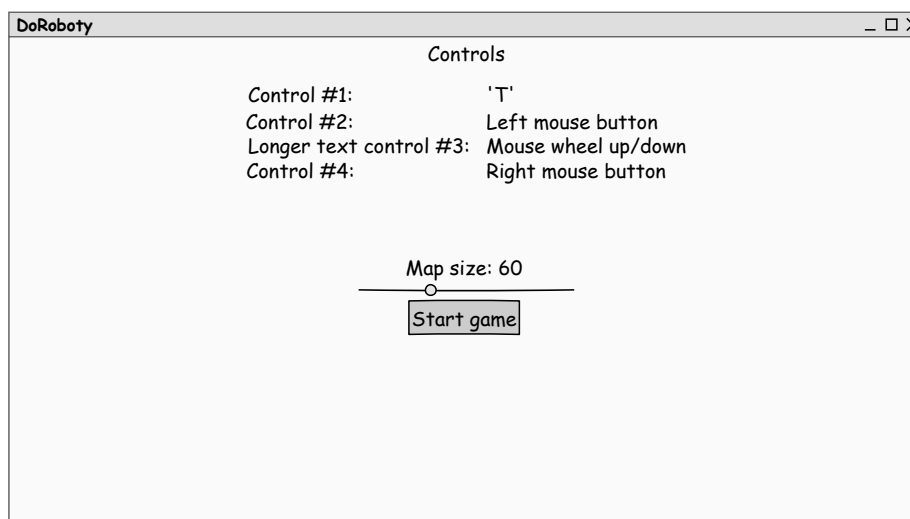 DoRoboty
Controls
Control #1: 'T'
Control #2: Left mouse button
Longer text control #3: Mouse wheel up/down
Control #4: Right mouse button
Map size: 60
Start game